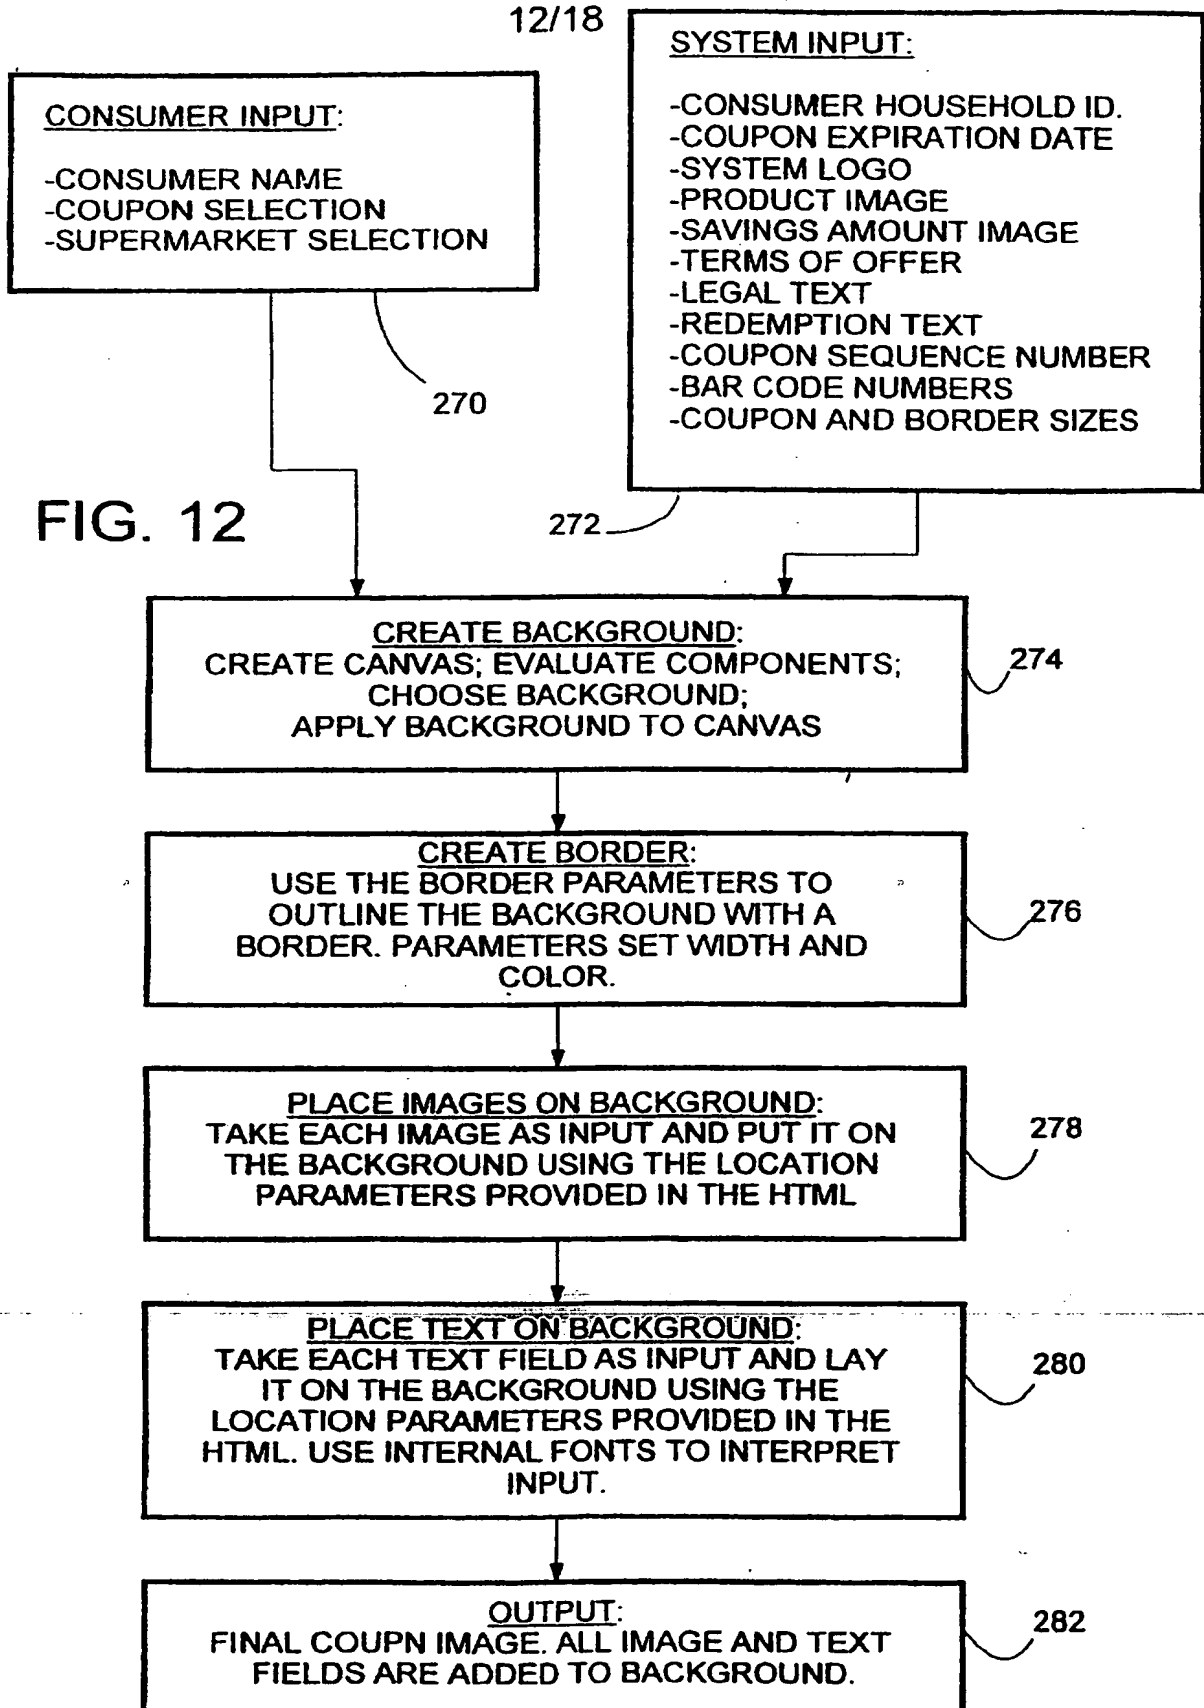 12/18
CONSUMER INPUT:
-CONSUMER NAME
-COUPON SELECTION
-SUPERMARKET SELECTION
270
SYSTEM INPUT:
-CONSUMER HOUSEHOLD ID.
-COUPON EXPIRATION DATE
-SYSTEM LOGO
-PRODUCT IMAGE
-SAVINGS AMOUNT IMAGE
-TERMS OF OFFER
-LEGAL TEXT
-REDEMPTION TEXT
-COUPON SEQUENCE NUMBER
-BAR CODE NUMBERS
-COUPON AND BORDER SIZES
272
FIG. 12
CREATE BACKGROUND:
CREATE CANVAS; EVALUATE COMPONENTS;
CHOOSE BACKGROUND;
APPLY BACKGROUND TO CANVAS
274
CREATE BORDER:
USE THE BORDER PARAMETERS TO
OUTLINE THE BACKGROUND WITH A
BORDER. PARAMETERS SET WIDTH AND
COLOR.
276
PLACE IMAGES ON BACKGROUND:
TAKE EACH IMAGE AS INPUT AND PUT IT ON
THE BACKGROUND USING THE LOCATION
PARAMETERS PROVIDED IN THE HTML
278
PLACE TEXT ON BACKGROUND:
TAKE EACH TEXT FIELD AS INPUT AND LAY
IT ON THE BACKGROUND USING THE
LOCATION PARAMETERS PROVIDED IN THE
HTML. USE INTERNAL FONTS TO INTERPRET
INPUT.
280
OUTPUT:
FINAL COUPN IMAGE. ALL IMAGE AND TEXT
FIELDS ARE ADDED TO BACKGROUND.
282